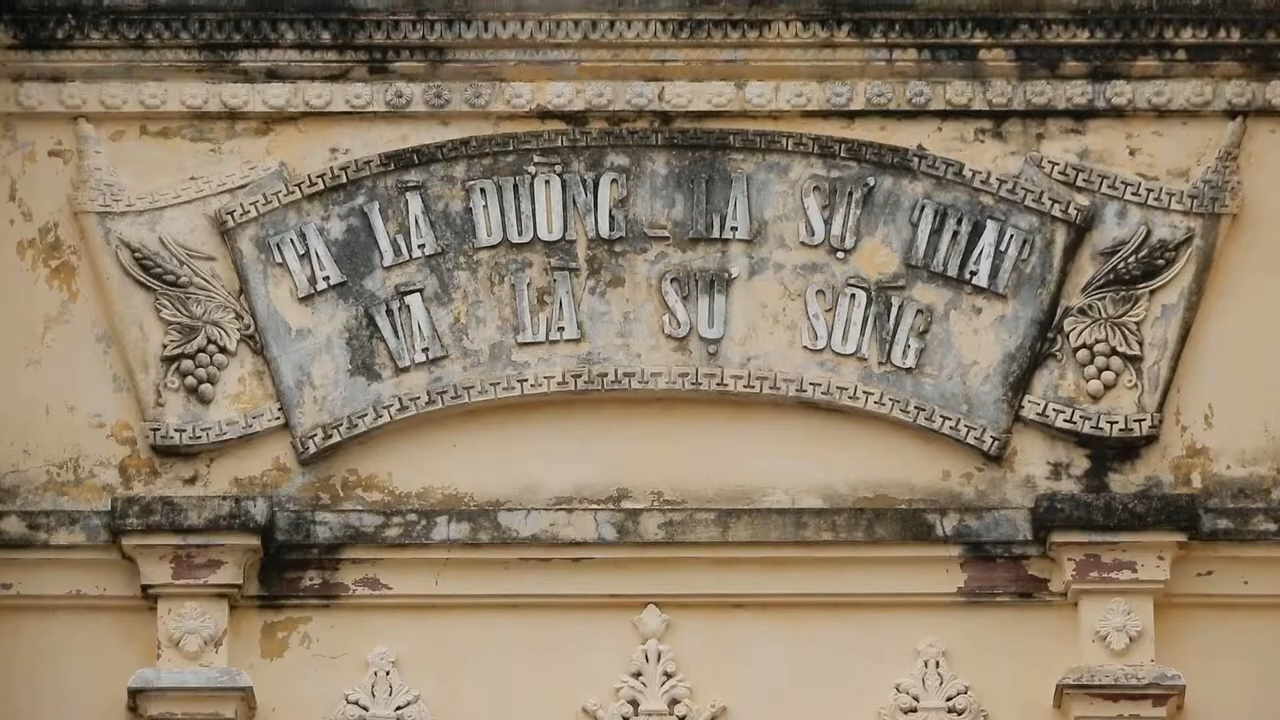 TA LÀ ĐƯỜNG _ LÀ SỰ THẬT
VÀ LÀ SỰ SỐNG